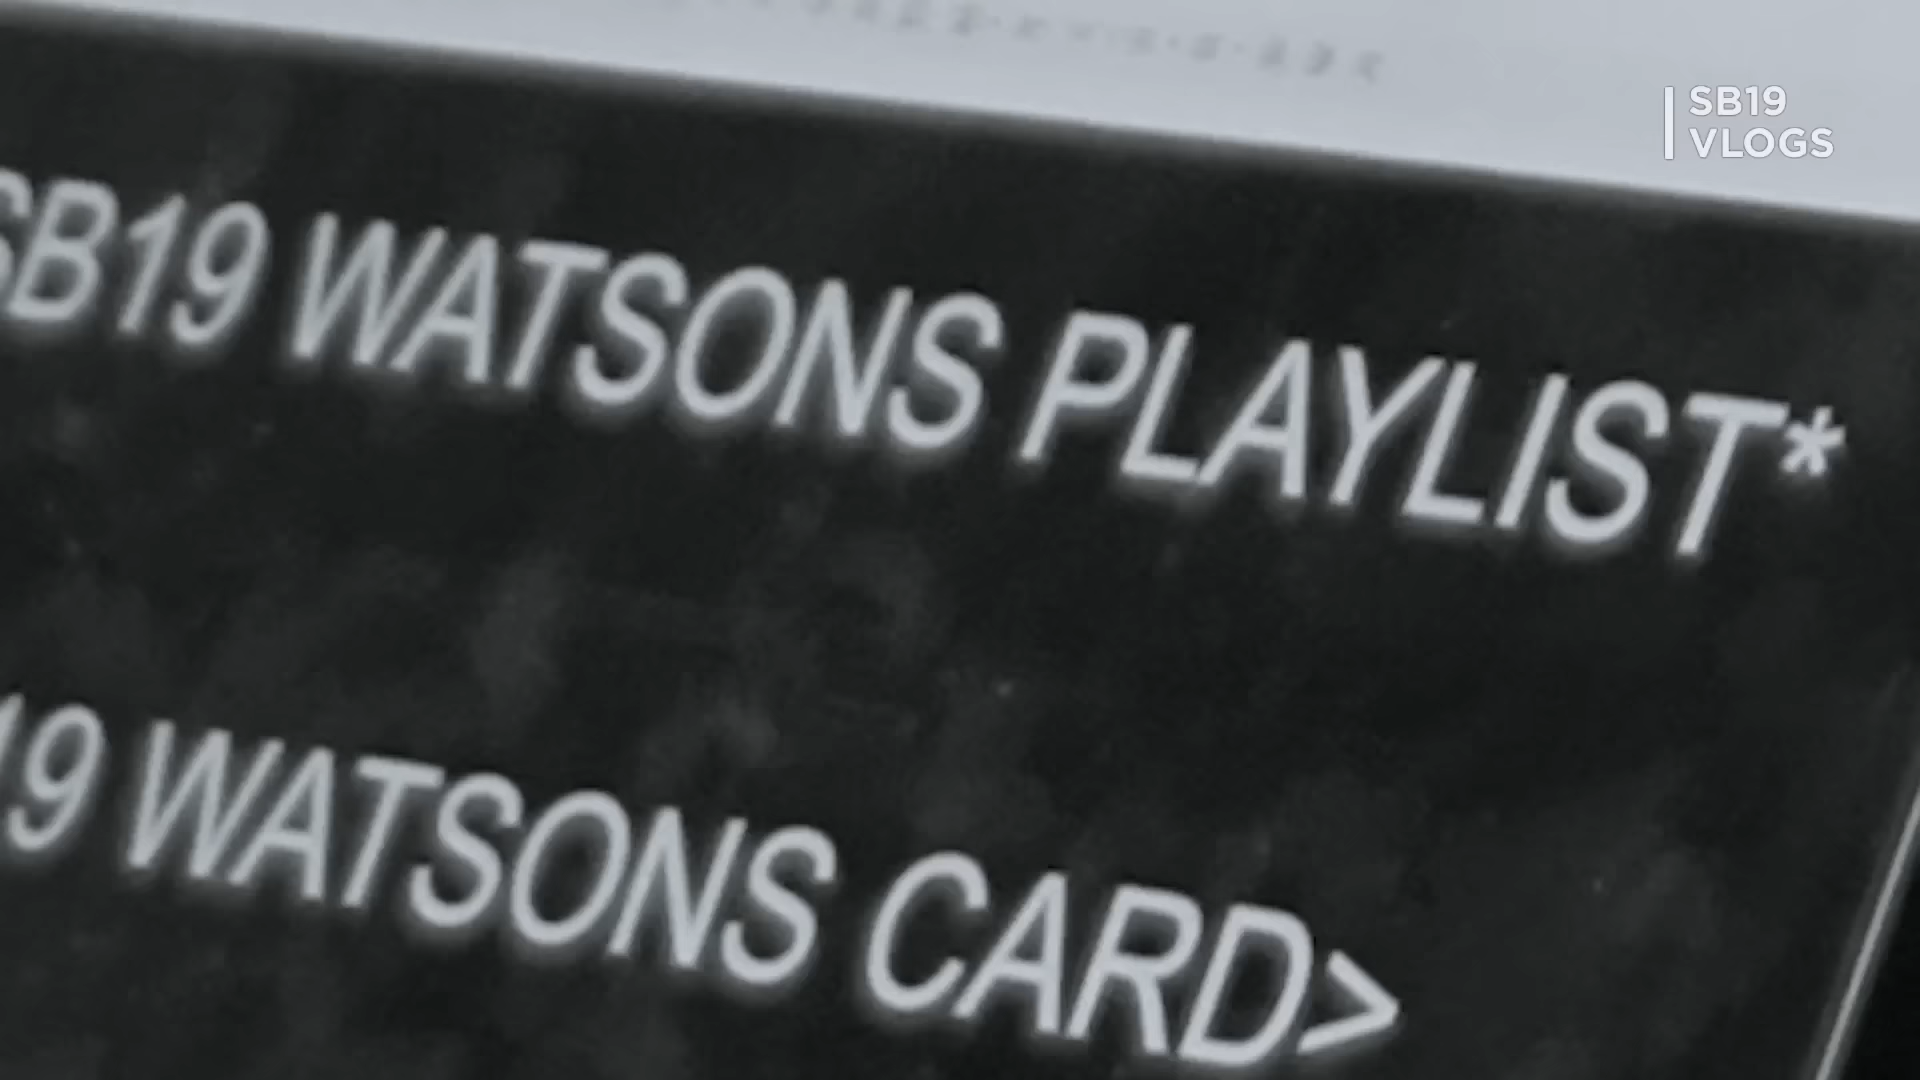 SB19
VLOGS
SB19 WATSONS PLAYLIST*
19 WATSONS CARD>